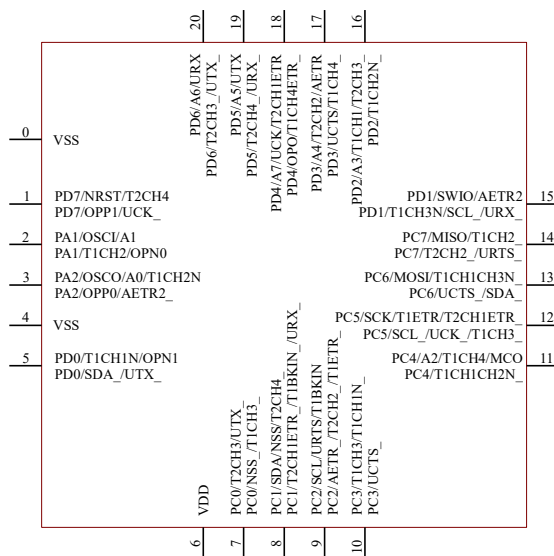 20
19
18
17
16
PD6/A6/URX
PD6/T2CH3_/UTX_
PD5/A5/UTX
PD5/T2CH4_/URX_
PD4/A7/UCK/T2CH1ETR
PD4/OPO/T1CH4ETR_
PD3/A4/T2CH2/AETR
PD3/UCTS/T1CH4_
PD2/A3/T1CH1/T2CH3_
PD2/T1CH2N_
0
VSS
1
PD7/NRST/T2CH4
PD7/OPP1/UCK_
2
PA1/OSCI/A1
PA1/T1CH2/OPN0
3
PA2/OSCO/A0/T1CH2N
PA2/OPP0/AETR2_
4
VSS
5
PD0/T1CH1N/OPN1
PD0/SDA_/UTX_
PD1/SWIO/AETR2
PD1/T1CH3N/SCL_/URX_
15
PC7/MISO/T1CH2_
PC7/T2CH2_/URTS_
14
PC6/MOSI/T1CH1CH3N_
PC6/UCTS_/SDA_
13
PC5/SCK/T1ETR/T2CH1ETR_
PC5/SCL_/UCK_/T1CH3_
12
PC4/A2/T1CH4/MCO
PC4/T1CH1CH2N_
11
VDD
PC0/T2CH3/UTX_
PC0/NSS_/T1CH3_
PC1/SDA/NSS/T2CH4_
PC1/T2CH1ETR_/T1BKIN_/URX_
PC2/SCL/URTS/T1BKIN
PC2/AETR_/T2CH2_/T1ETR_
PC3/T1CH3/T1CH1N_
PC3/UCTS_
6
7
8
9
10